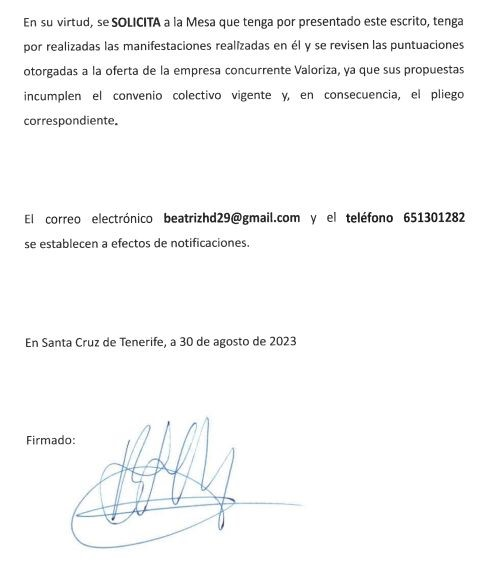 En su virtud, se SOLICITA a la Mesa que tenga por presentado este escrito, tenga
por realizadas las manifestaciones realizadas en él y se revisen las puntuaciones
otorgadas a la oferta de la empresa concurrente Valoriza, ya que sus propuestas
incumplen el convenio colectivo vigente y, en consecuencia, el pliego
correspondiente.
El correo electrónico beatrizhd29@gmail.com y el teléfono 651301282
se establecen a efectos de notificaciones.
En Santa Cruz de Tenerife, a 30 de agosto de 2023
Firmado: